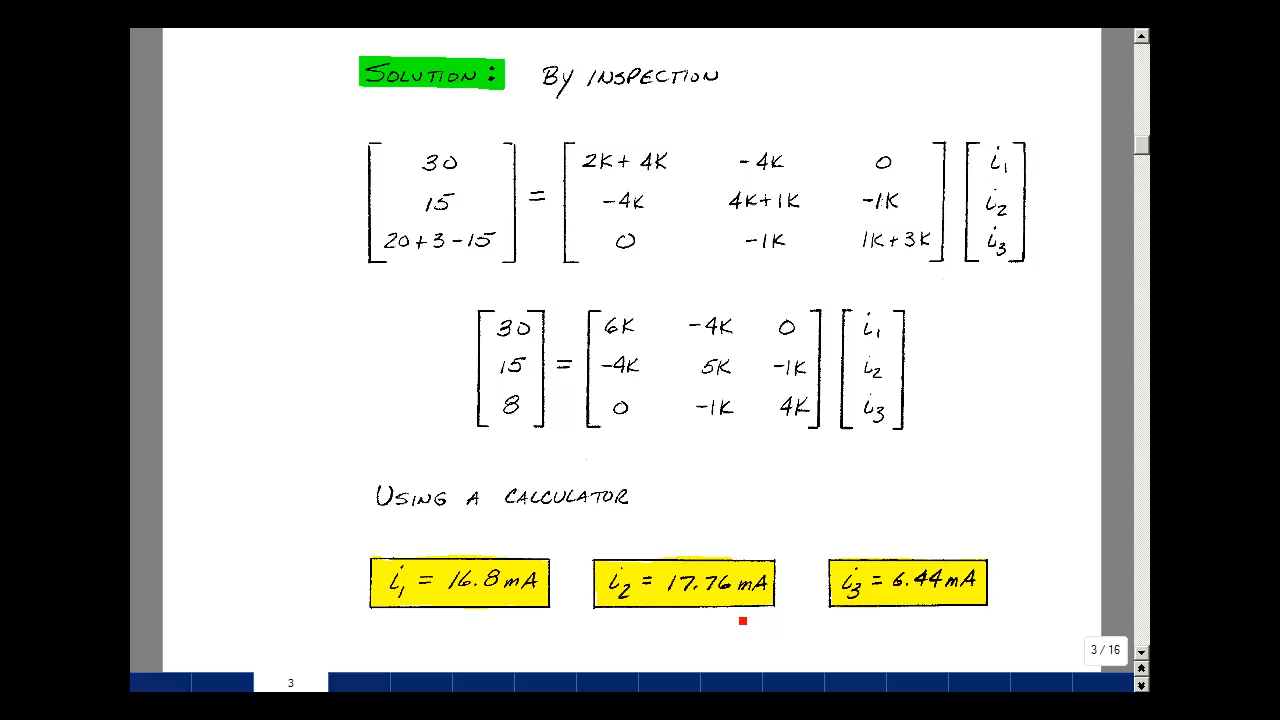 SOLUTION: BY INSPECTION
30 2K+4K -4K 0 i1
15 = -4K 4K+1K -1K i2
20+3-15 0 -1K 1K+3K i3
30 6K -4K 0 i1
15 = -4K 5K -1K i2
8 0 -1K 4K i3
USING A CALCULATOR
i1 = 16.8mA i2 = 17.76mA i3 = 6.44mA
3 / 16
3